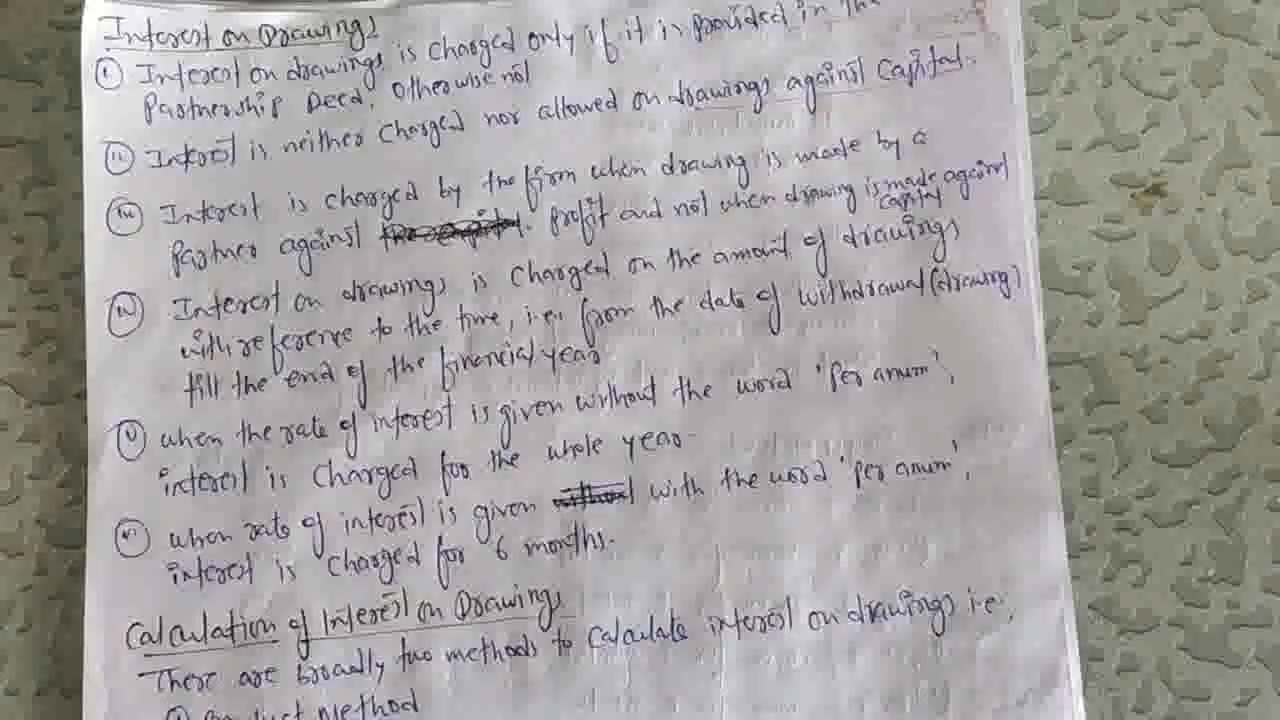 Interest on Drawings
(i) Interest on drawings is charged only if it is provided in the
Partnership Deed, Otherwise not
(ii) Interest is neither charged nor allowed on drawings against Capital.
(iii) Interest is charged by the firm when drawing is made by a
Partner against profit and not when drawing is made against capital
(iv) Interest on drawings is charged on the amount of drawings
with reference to the time, i.e. from the date of withdrawal (drawing)
till the end of the financial year
(v) when the rate of interest is given without the word 'Per anum',
interest is charged for the whole year.
(vi) when rate of interest is given with the word 'per anum',
interest is charged for 6 months.
Calculation of Interest on Drawings
There are broadly two methods to calculate interest on drawings i.e.,
(i) Product Method